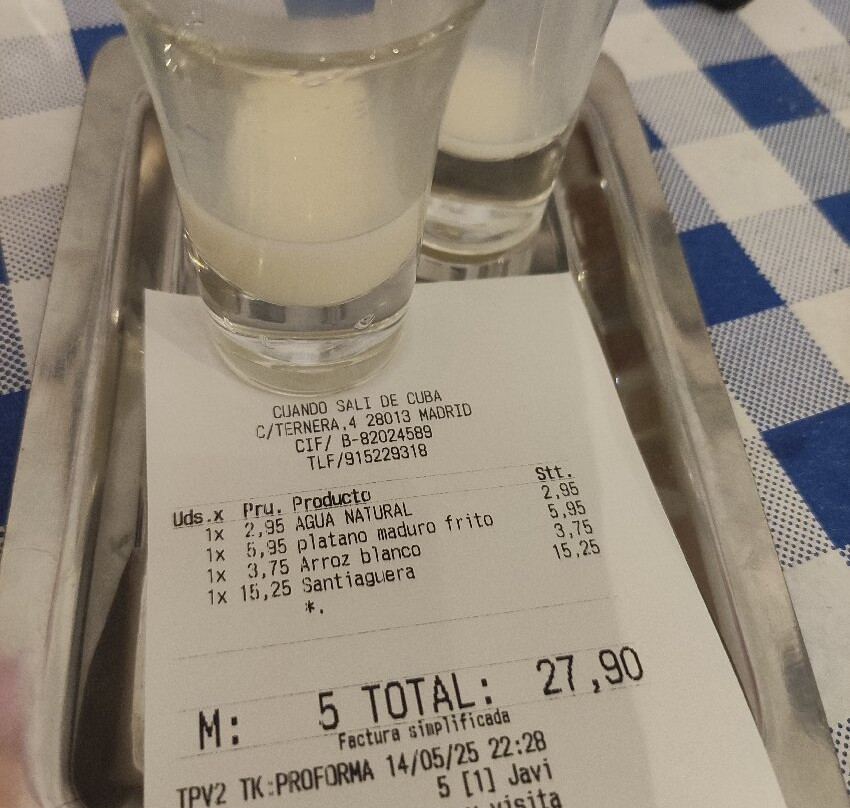 CUANDO SALI DE CUBA
C/TERNERA,4 28013 MADRID
CIF/ B-82024589
TLF/915229318
Uds.x Pru. Producto Stt.
1x 2,95 AGUA NATURAL 2,95
1x 5,95 platano maduro frito 5,95
1x 3,75 Arroz blanco 3,75
1x 15,25 Santiaguera 15,25
*.
M: 5 TOTAL: 27,90
Factura simplificada
TPV2 TK:PROFORMA 14/05/25 22:28
5 [1] Javi
visita